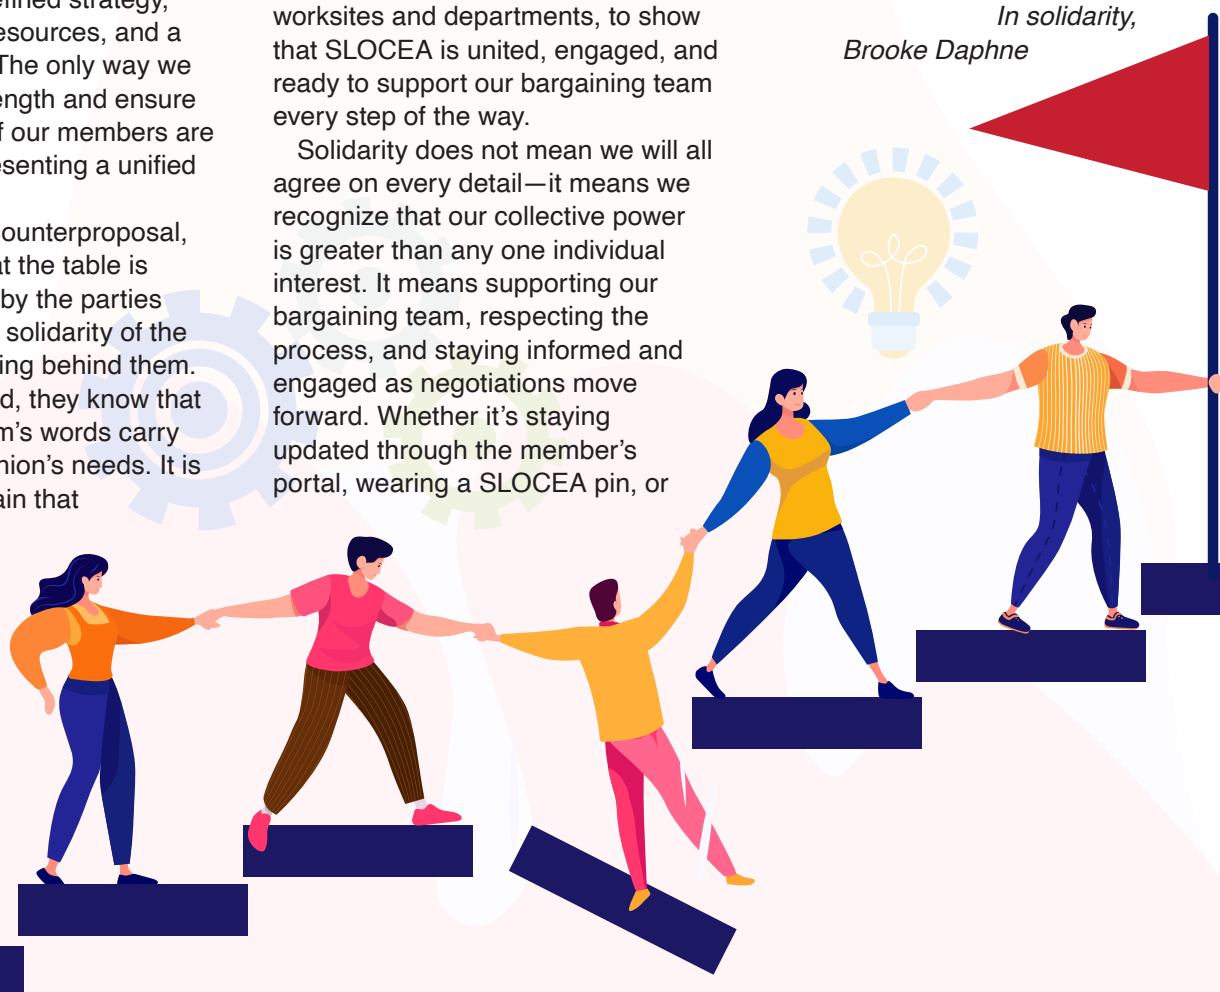 efined strategy,
esources, and a
The only way we
ength and ensure
f our members are
esenting a unified
ounterproposal,
at the table is
by the parties
solidarity of the
ing behind them.
d, they know that
m’s words carry
nion’s needs. It is
ain that
worksites and departments, to show
that SLOCEA is united, engaged, and
ready to support our bargaining team
every step of the way.
Solidarity does not mean we will all
agree on every detail—it means we
recognize that our collective power
is greater than any one individual
interest. It means supporting our
bargaining team, respecting the
process, and staying informed and
engaged as negotiations move
forward. Whether it’s staying
updated through the member’s
portal, wearing a SLOCEA pin, or
In solidarity,
Brooke Daphne